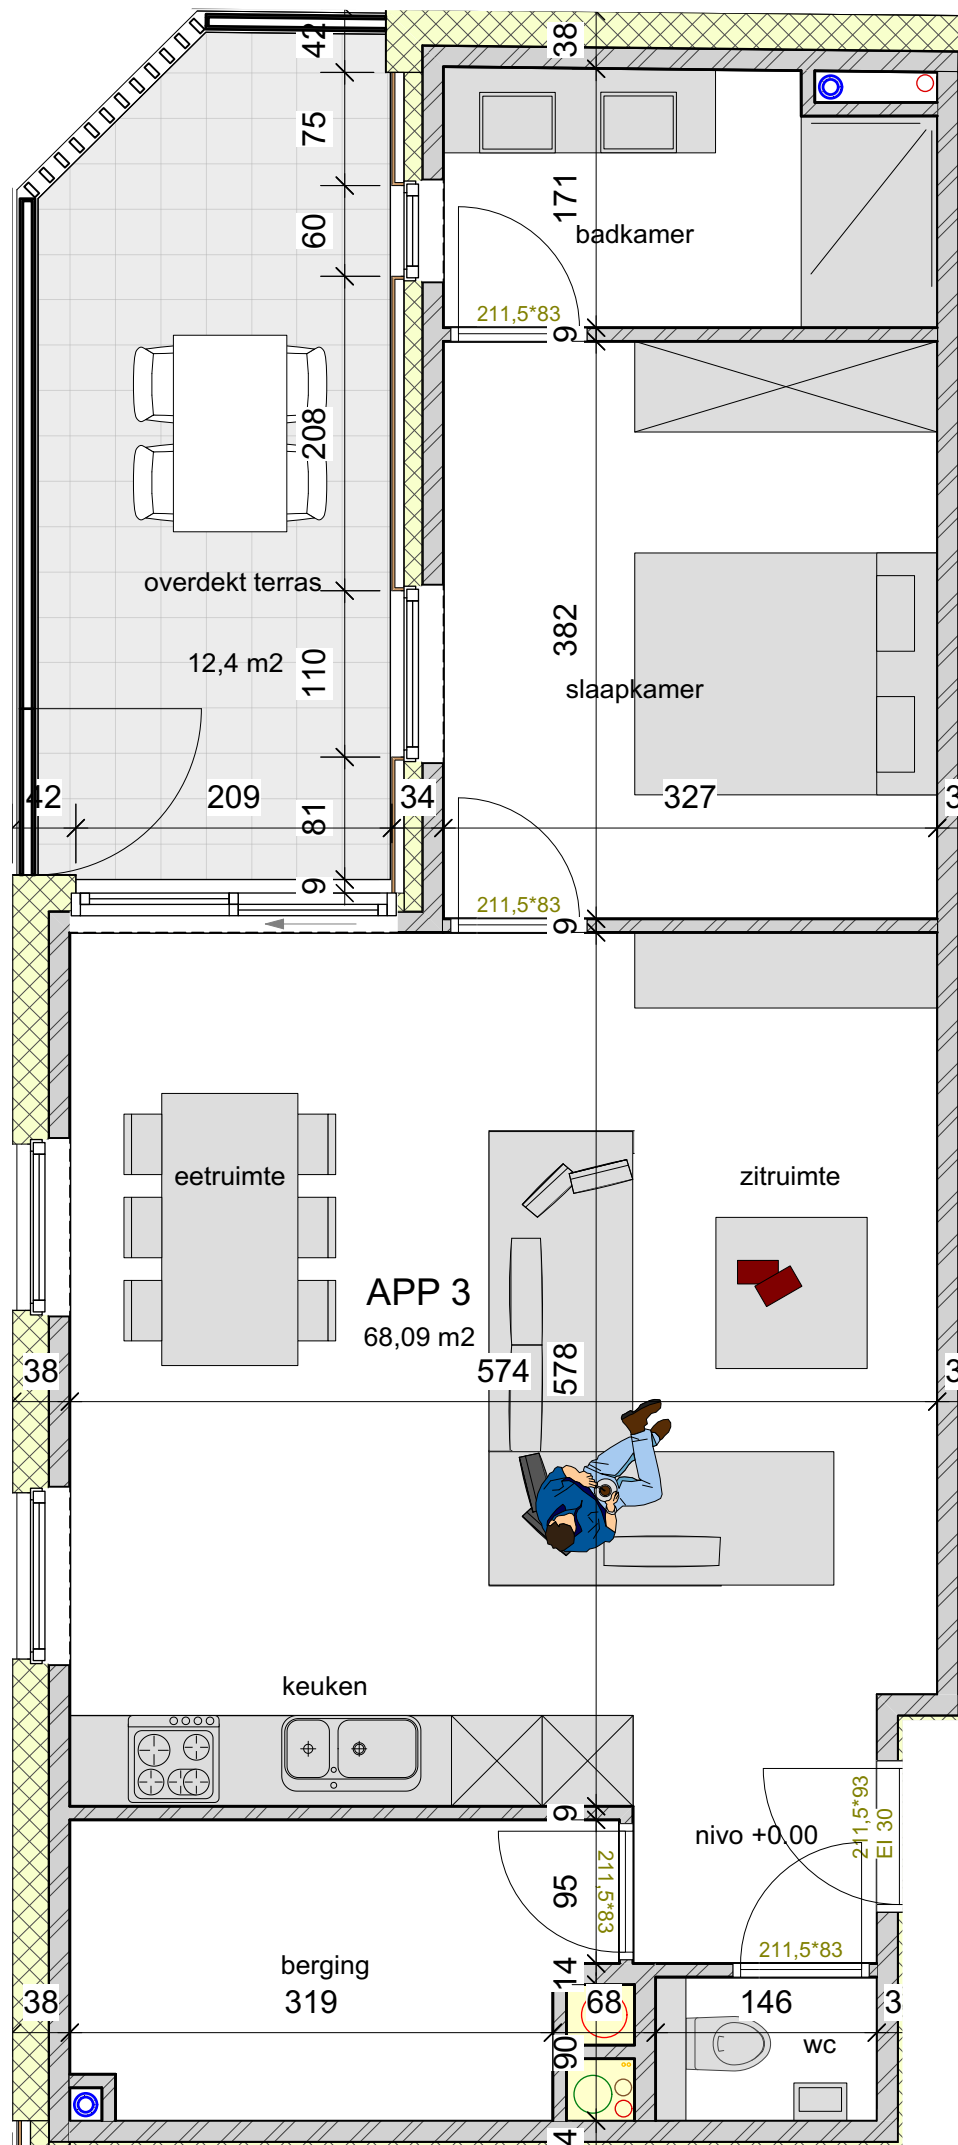 42
38
75
171
60
badkamer
211,5*83
9
208
overdekt terras
382
12,4 m2
110
slaapkamer
42
209
34
327
3
81
9
211,5*83
9
eetruimte
zitruimte
APP 3
68,09 m2
38
574
578
3
keuken
9
nivo +0.00
211,5*93
EI 30
95
211,5*83
211,5*83
berging
14
38
319
68
146
3
90
wc
4